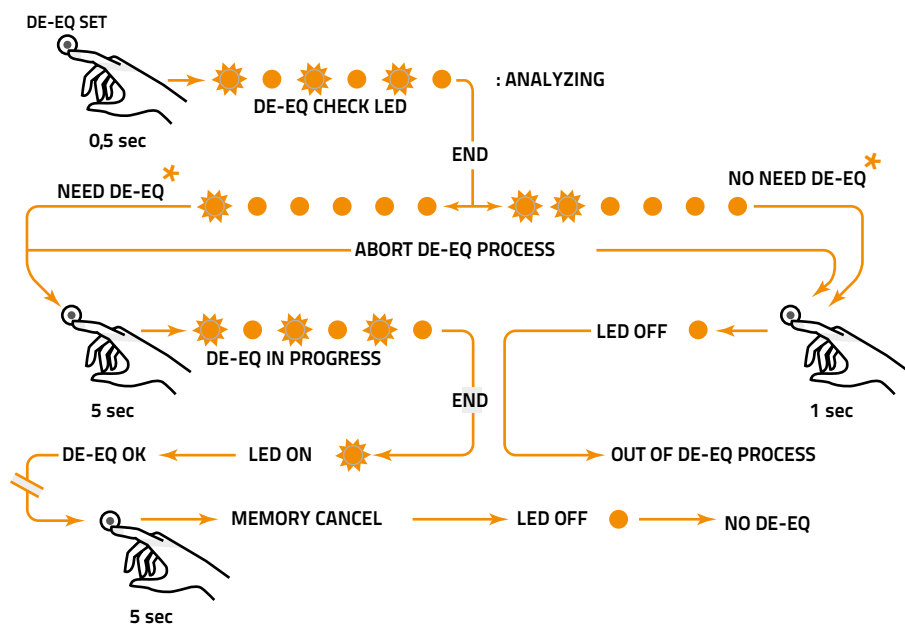 DE-EQ SET
: ANALYZING
DE-EQ CHECK LED
0,5 sec
END
NEED DE-EQ*
NO NEED DE-EQ*
ABORT DE-EQ PROCESS
LED OFF
DE-EQ IN PROGRESS
5 sec
END
1 sec
DE-EQ OK
LED ON
OUT OF DE-EQ PROCESS
MEMORY CANCEL
LED OFF
NO DE-EQ
5 sec